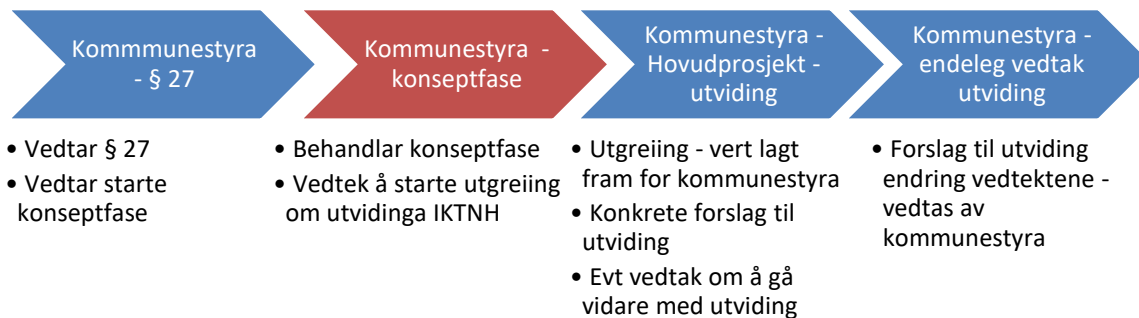 Kommmunestyra
- § 27
• Vedtar § 27
• Vedtar starte
konseptfase
Kommunestyra -
konseptfase
• Behandlar konseptfase
• Vedtek å starte utgreiing
om utvidinga IKTNH
Kommunestyra -
Hovudprosjekt -
utviding
• Utgreiing - vert lagt
fram for kommunestyra
• Konkrete forslag til
utviding
• Evt vedtak om å gå
vidare med utviding
Kommunestyra -
endeleg vedtak
utviding
• Forslag til utviding
endring vedtektene -
vedtas av
kommunestyra